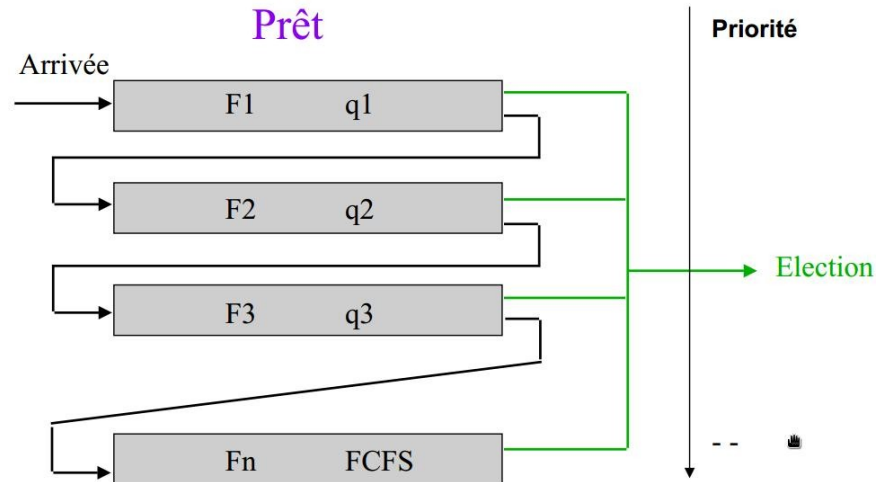 Prêt
Priorité
Arrivée
F1 q1
F2 q2
F3 q3
Election
Fn FCFS
- -